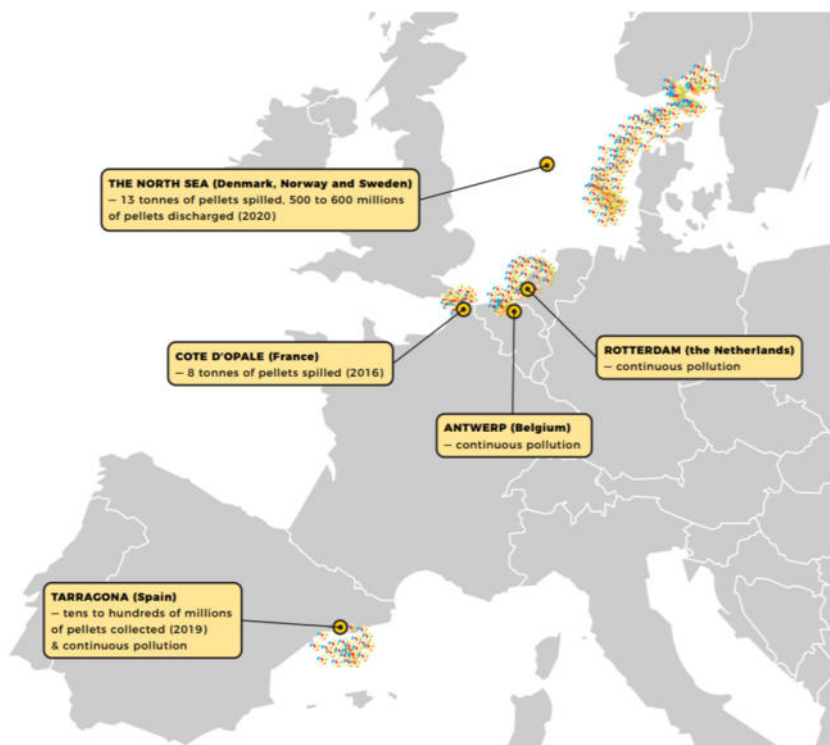 THE NORTH SEA (Denmark, Norway and Sweden)
– 13 tonnes of pellets spilled, 500 to 600 millions
of pellets discharged (2020)
COTE D'OPALE (France)
– 8 tonnes of pellets spilled (2016)
ROTTERDAM (the Netherlands)
– continuous pollution
ANTWERP (Belgium)
– continuous pollution
TARRAGONA (Spain)
– tens to hundreds of millions
of pellets collected (2019)
& continuous pollution